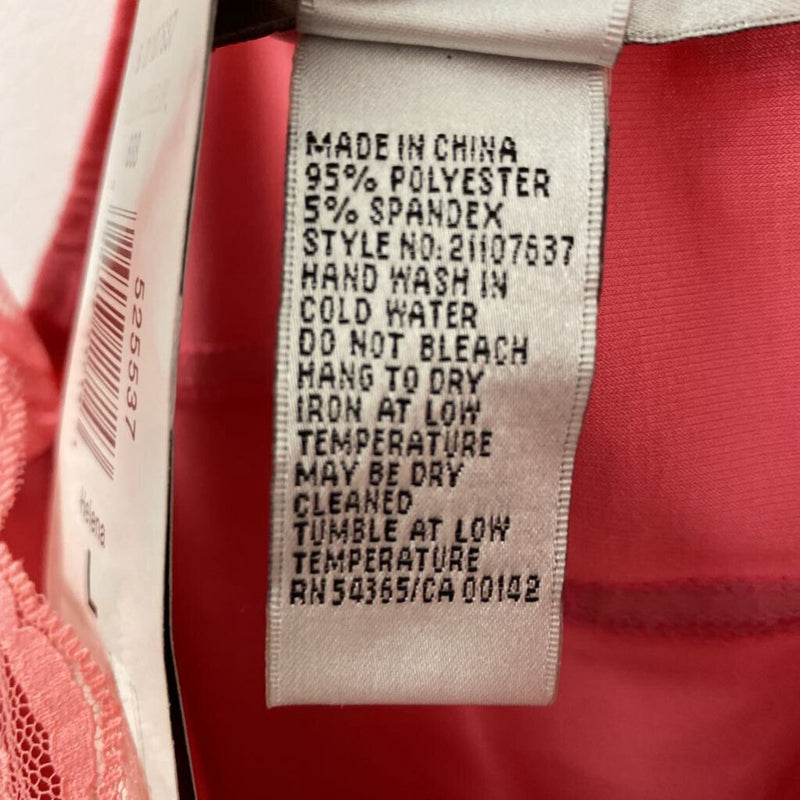 MADE IN CHINA
95% POLYESTER
5% SPANDEX
STYLE NO: 21107637
HAND WASH IN
COLD WATER
DO NOT BLEACH
HANG TO DRY
IRON AT LOW
TEMPERATURE
MAY BE DRY
CLEANED
TUMBLE AT LOW
TEMPERATURE
RN 54365/CA 00142
525537
Helena
L